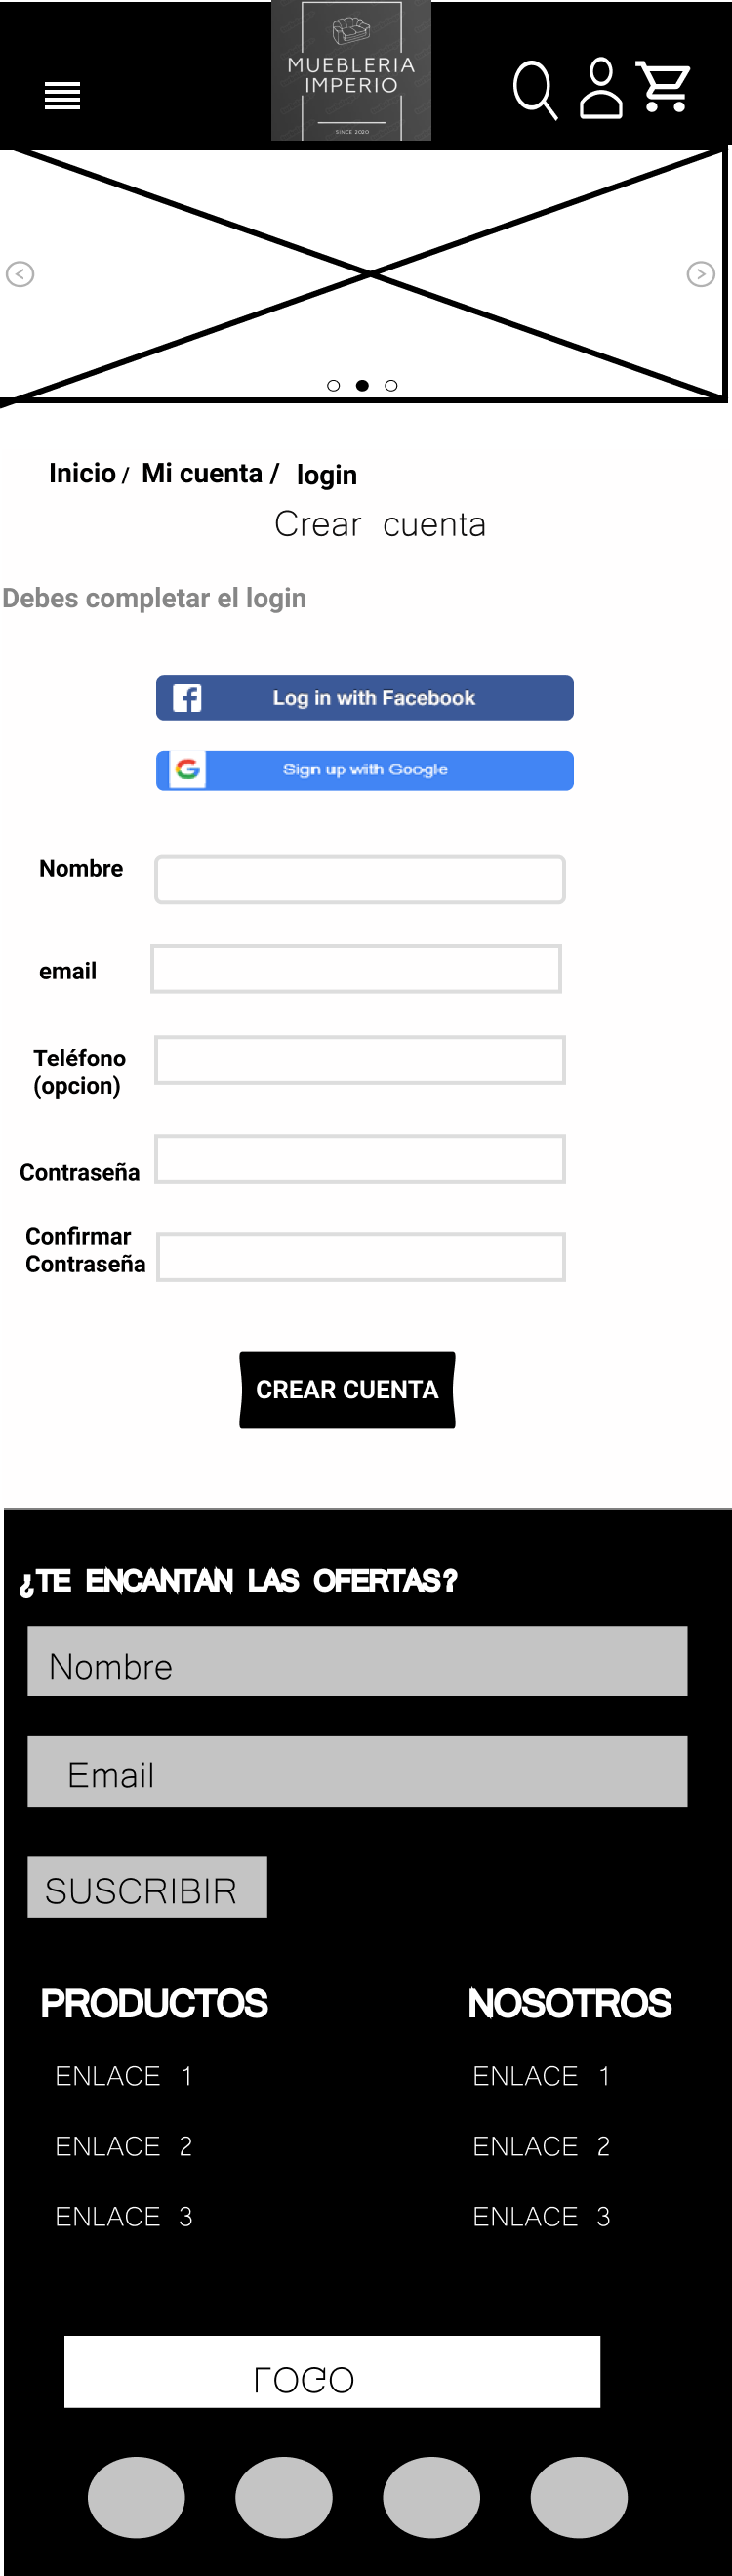 MUEBLERIA
IMPERIO
SINCE 2020
Inicio / Mi cuenta / login
Crear cuenta
Debes completar el login
Log in with Facebook
Sign up with Google
Nombre
email
Teléfono
(opcion)
Contraseña
Confirmar
Contraseña
CREAR CUENTA
¿TE ENCANTAN LAS OFERTAS?
Nombre
Email
SUSCRIBIR
PRODUCTOS NOSOTROS
ENLACE 1 ENLACE 1
ENLACE 2 ENLACE 2
ENLACE 3 ENLACE 3
LOGO